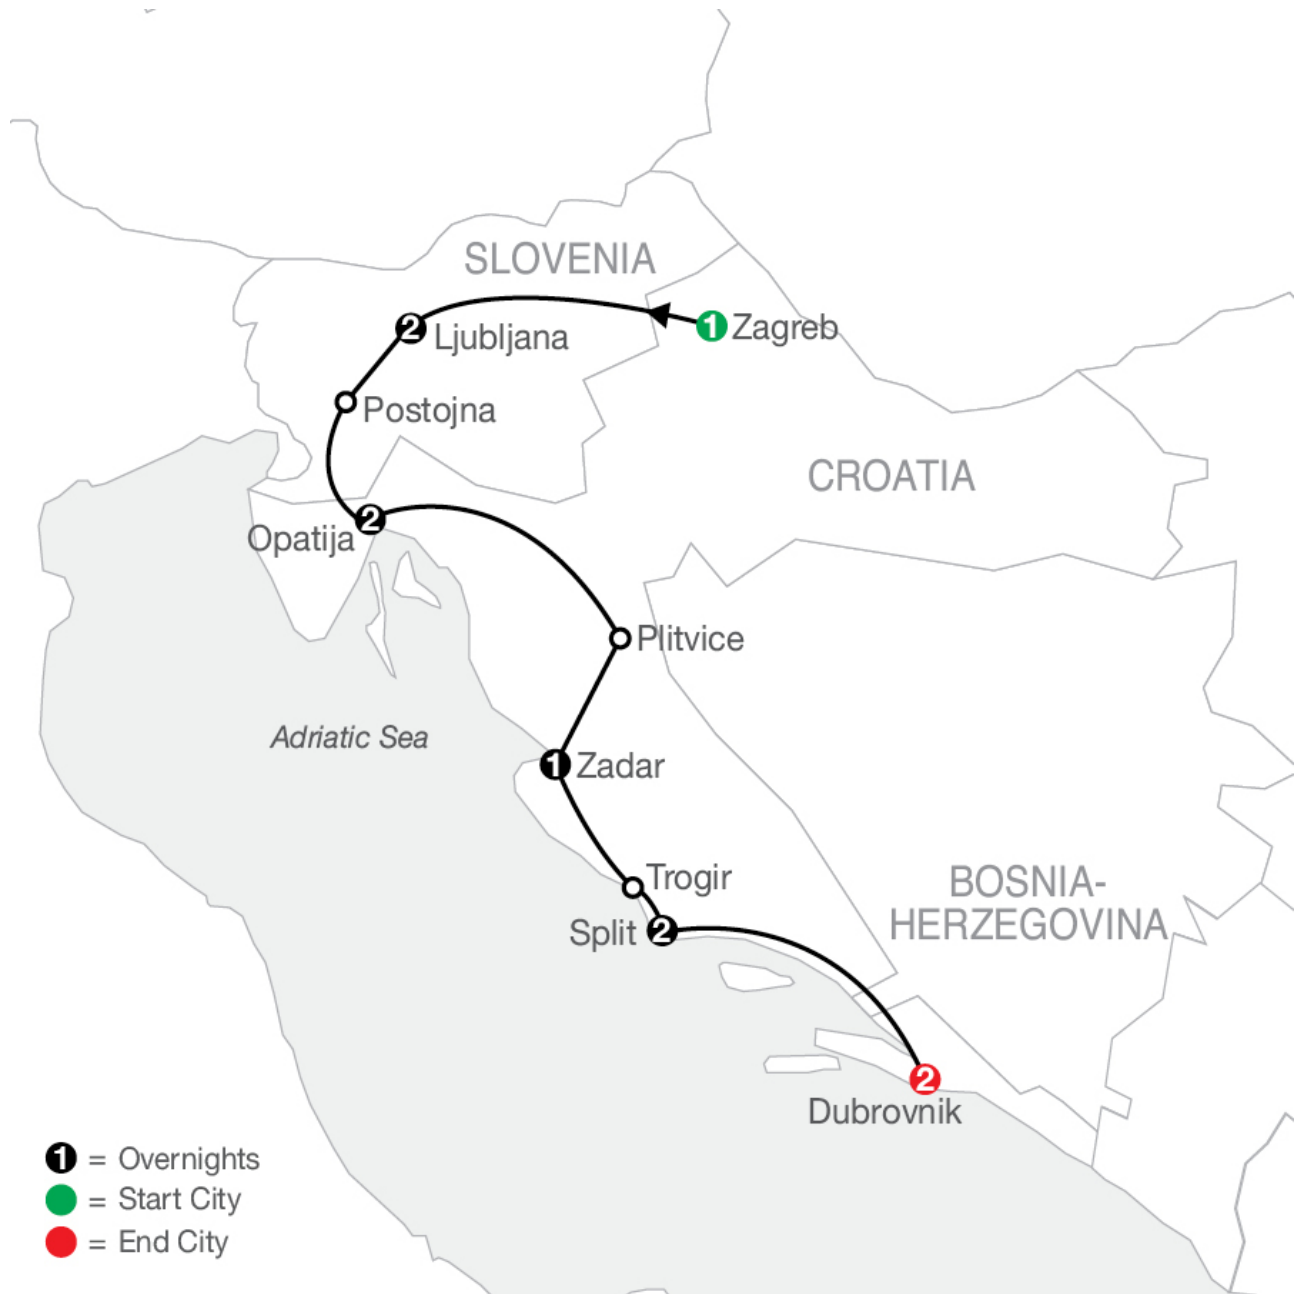 SLOVENIA
1 Zagreb
2 Ljubljana
Postojna
CROATIA
2
Opatija
Plitvice
Adriatic Sea
1 Zadar
Trogir
BOSNIA-
HERZEGOVINA
Split 2
2
Dubrovnik
1 = Overnights
= Start City
= End City